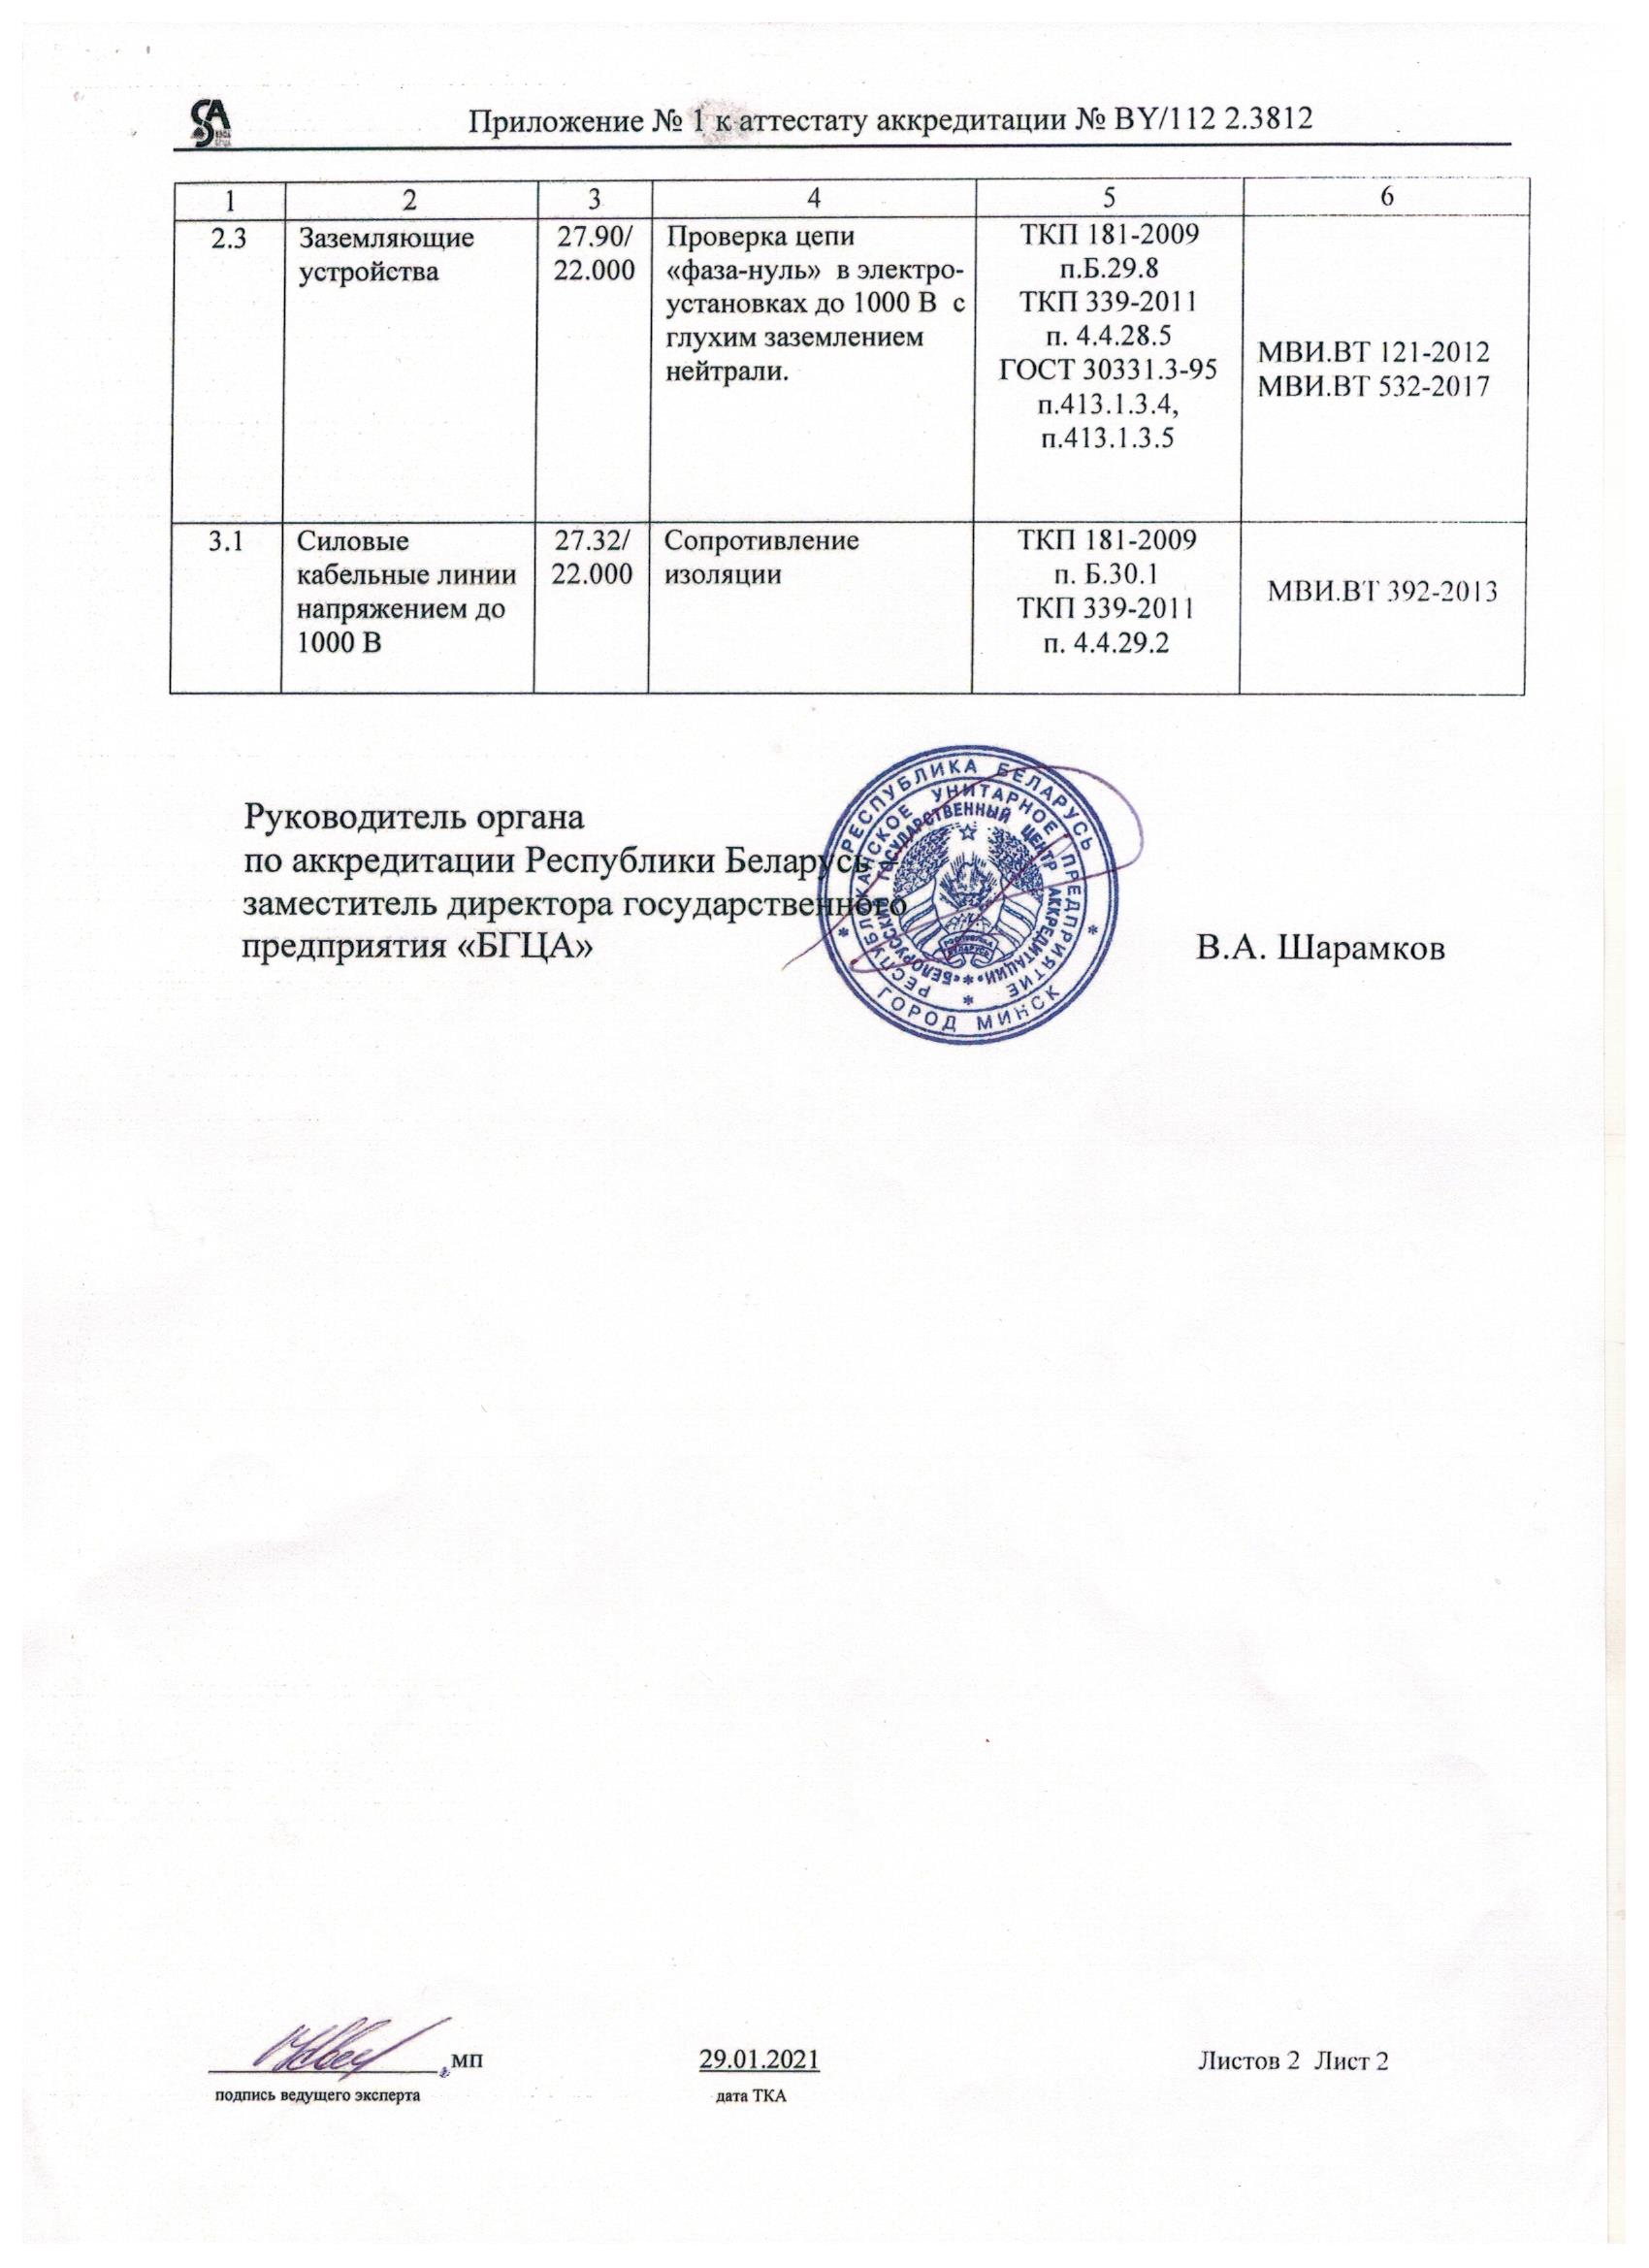 Приложение № 1 к аттестату аккредитации № BY/112 2.3812
1 2 3 4 5 6
2.3
Заземляющие
устройства
27.90/
22.000
Проверка цепи
«фаза-нуль» в электро-
установках до 1000 В с
глухим заземлением
нейтрали.
ТКП 181-2009
п.Б.29.8
ТКП 339-2011
п. 4.4.28.5
ГОСТ 30331.3-95
п.413.1.3.4,
п.413.1.3.5
МВИ.ВТ 121-2012
МВИ.ВТ 532-2017
3.1
Силовые
кабельные линии
напряжением до
1000 В
27.32/
22.000
Сопротивление
изоляции
ТКП 181-2009
п. Б.30.1
ТКП 339-2011
п. 4.4.29.2
МВИ.ВТ 392-2013
Руководитель органа
по аккредитации Республики Беларусь
заместитель директора государственного
предприятия «БГЦА»
В.А. Шарамков
РЕСПУБЛИКА БЕЛАРУСЬ
РЕСПУБЛИКАНСКОЕ УНИТАРНОЕ ПРЕДПРИЯТИЕ
«БЕЛОРУССКИЙ ГОСУДАРСТВЕННЫЙ ЦЕНТР АККРЕДИТАЦИИ»
ГОРОД МИНСК
МП
подпись ведущего эксперта
29.01.2021
дата ТКА
Листов 2 Лист 2